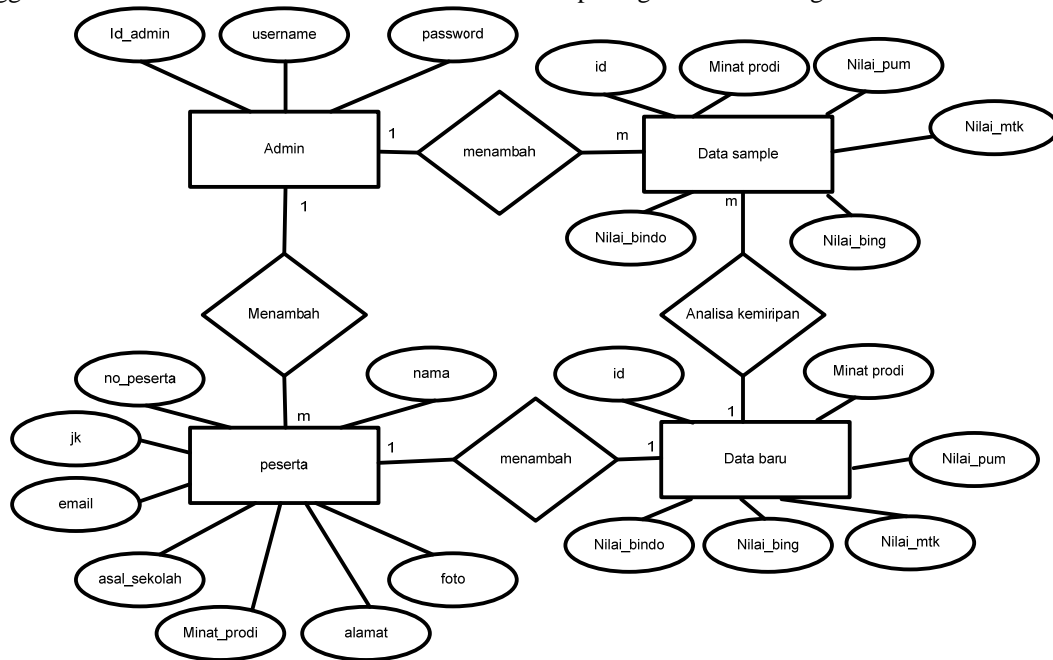 Id_admin
username
password
id
Minat prodi
Nilai_pum
Nilai_mtk
Admin
1
menambah
m
Data sample
1
m
Nilai_bindo
Nilai_bing
Menambah
Analisa kemiripan
no_peserta
nama
id
Minat prodi
m
1
jk
peserta
1
menambah
1
Data baru
Nilai_pum
email
Nilai_bindo
Nilai_bing
Nilai_mtk
asal_sekolah
foto
Minat_prodi
alamat